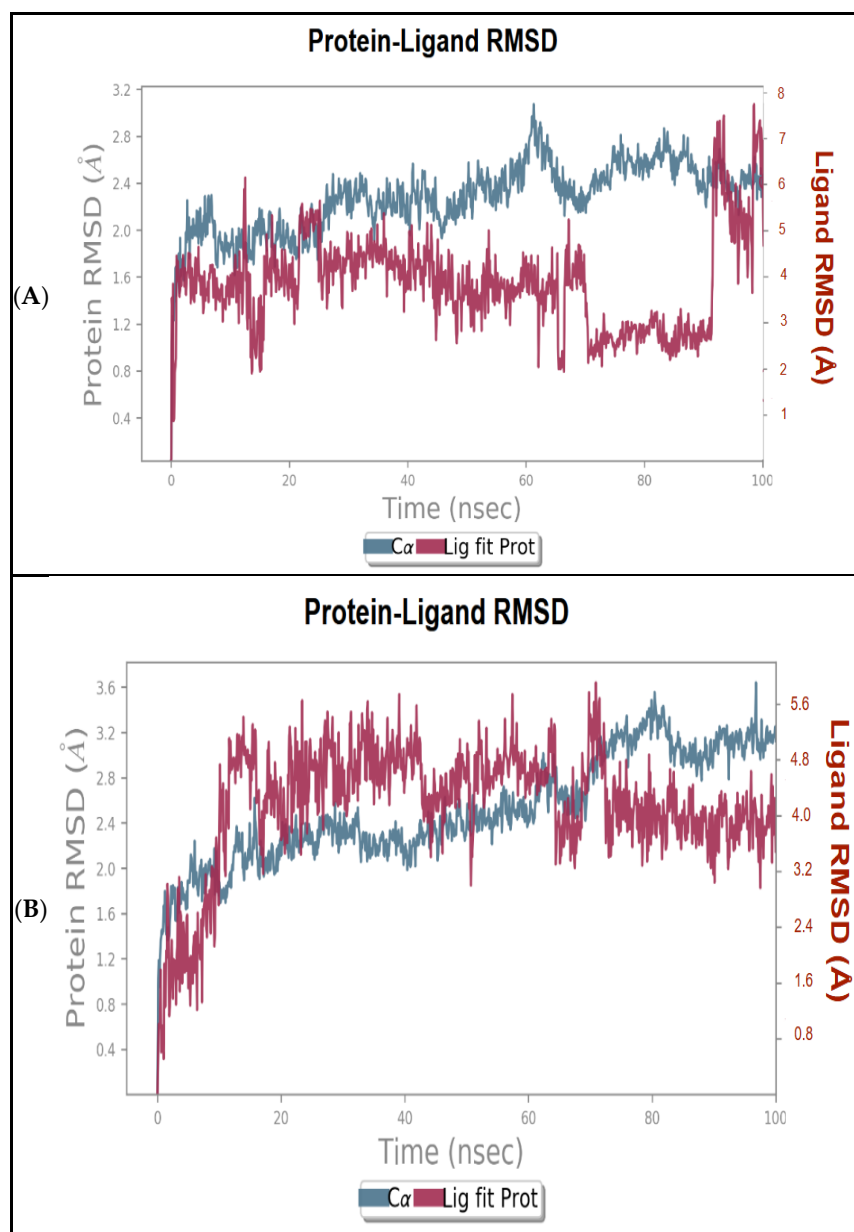 Protein-Ligand RMSD
(A)
Protein RMSD (Å)
3.2
2.8
2.4
2.0
1.6
1.2
0.8
0.4
8
7
6
5
4
3
2
1
Ligand RMSD (Å)
0 20 40 60 80 100
Time (nsec)
Cα Lig fit Prot
Protein-Ligand RMSD
(B)
Protein RMSD (Å)
3.6
3.2
2.8
2.4
2.0
1.6
1.2
0.8
0.4
5.6
4.8
4.0
3.2
2.4
1.6
0.8
Ligand RMSD (Å)
0 20 40 60 80 100
Time (nsec)
Cα Lig fit Prot